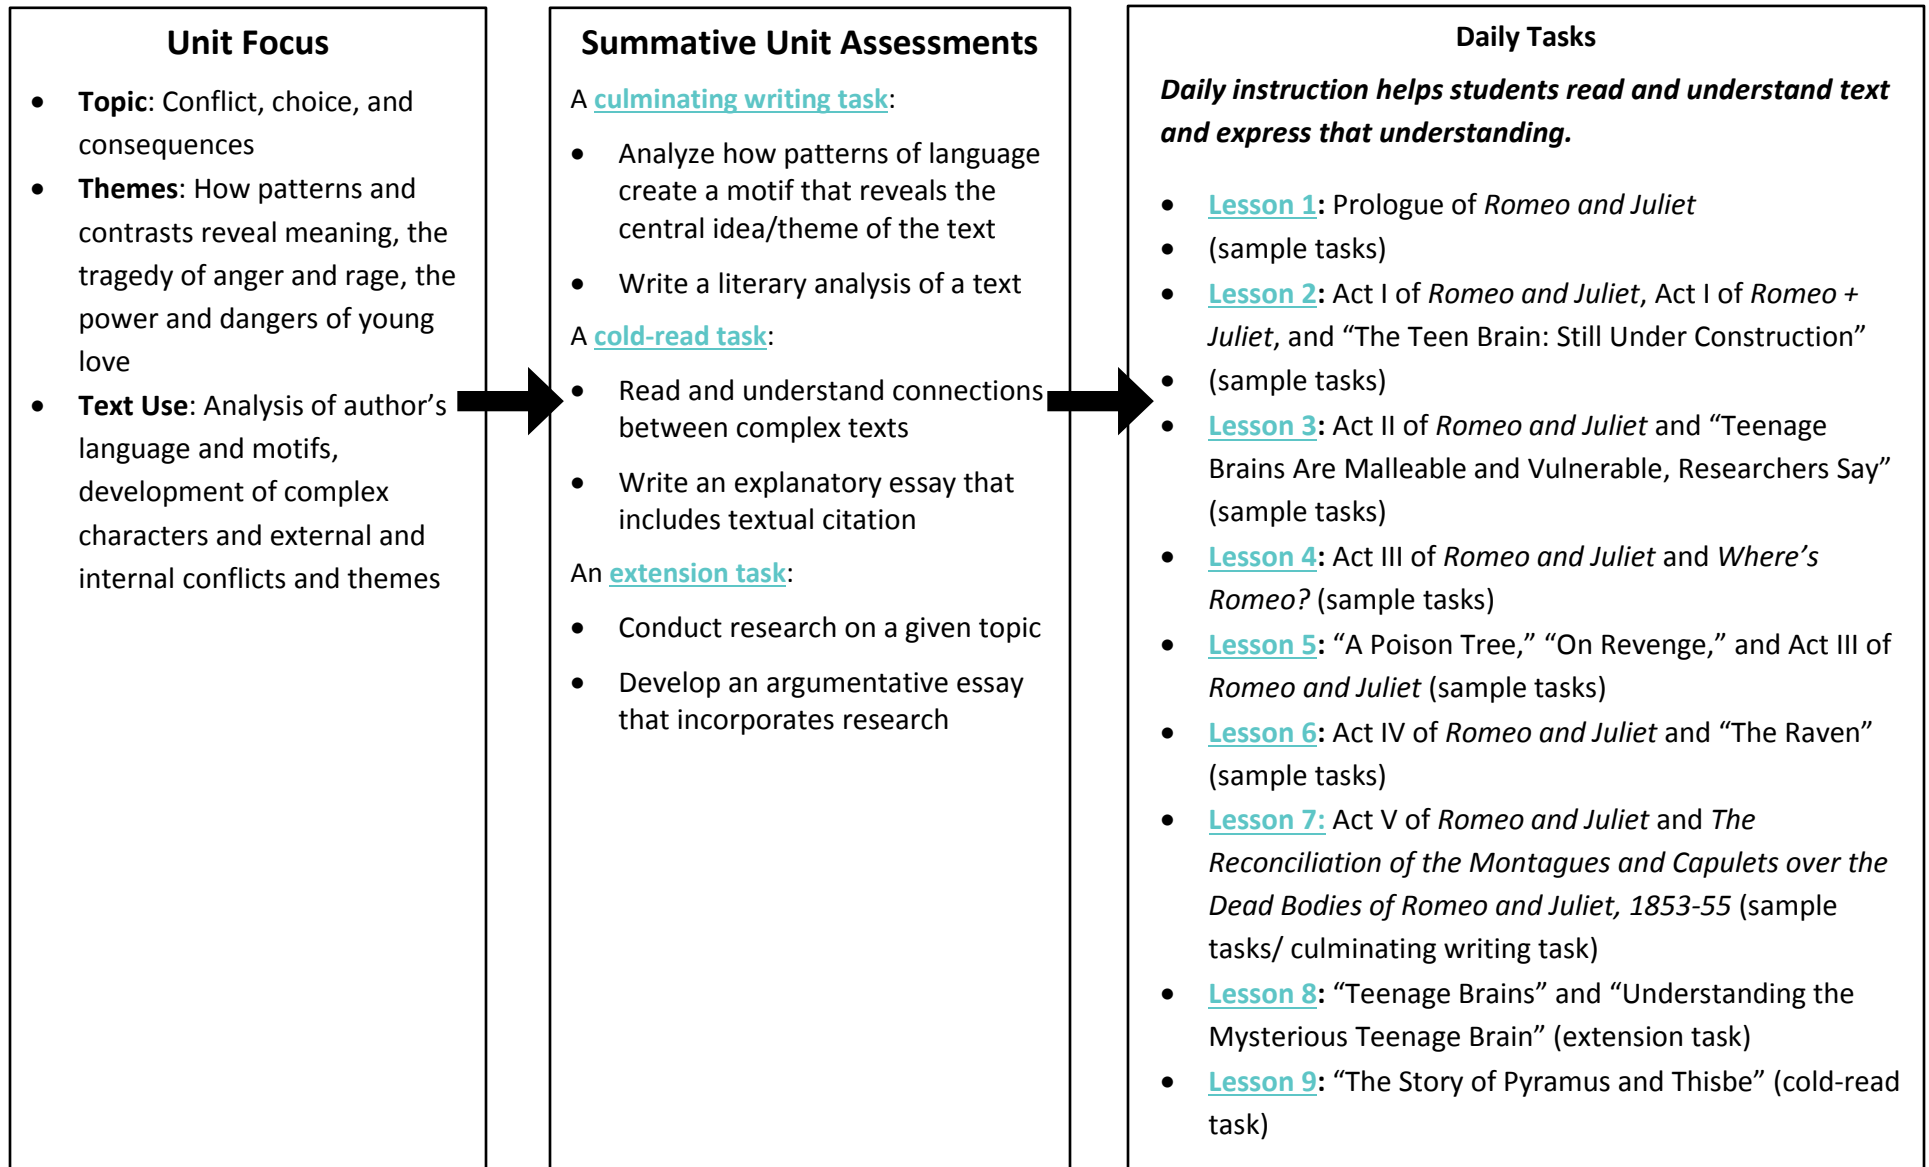 Unit Focus
• Topic: Conflict, choice, and
consequences
• Themes: How patterns and
contrasts reveal meaning, the
tragedy of anger and rage, the
power and dangers of young
love
• Text Use: Analysis of author’s
language and motifs,
development of complex
characters and external and
internal conflicts and themes
Summative Unit Assessments
A culminating writing task:
• Analyze how patterns of language
create a motif that reveals the
central idea/theme of the text
• Write a literary analysis of a text
A cold-read task:
• Read and understand connections
between complex texts
• Write an explanatory essay that
includes textual citation
An extension task:
• Conduct research on a given topic
• Develop an argumentative essay
that incorporates research
Daily Tasks
Daily instruction helps students read and understand text
and express that understanding.
• Lesson 1: Prologue of Romeo and Juliet
• (sample tasks)
• Lesson 2: Act I of Romeo and Juliet, Act I of Romeo +
Juliet, and “The Teen Brain: Still Under Construction”
• (sample tasks)
• Lesson 3: Act II of Romeo and Juliet and “Teenage
Brains Are Malleable and Vulnerable, Researchers Say”
(sample tasks)
• Lesson 4: Act III of Romeo and Juliet and Where’s
Romeo? (sample tasks)
• Lesson 5: “A Poison Tree,” “On Revenge,” and Act III of
Romeo and Juliet (sample tasks)
• Lesson 6: Act IV of Romeo and Juliet and “The Raven”
(sample tasks)
• Lesson 7: Act V of Romeo and Juliet and The
Reconciliation of the Montagues and Capulets over the
Dead Bodies of Romeo and Juliet, 1853-55 (sample
tasks/ culminating writing task)
• Lesson 8: “Teenage Brains” and “Understanding the
Mysterious Teenage Brain” (extension task)
• Lesson 9: “The Story of Pyramus and Thisbe” (cold-read
task)